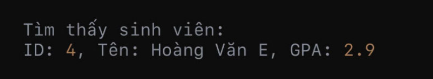 Tìm thấy sinh viên:
ID: 4, Tên: Hoàng Văn E, GPA: 2.9